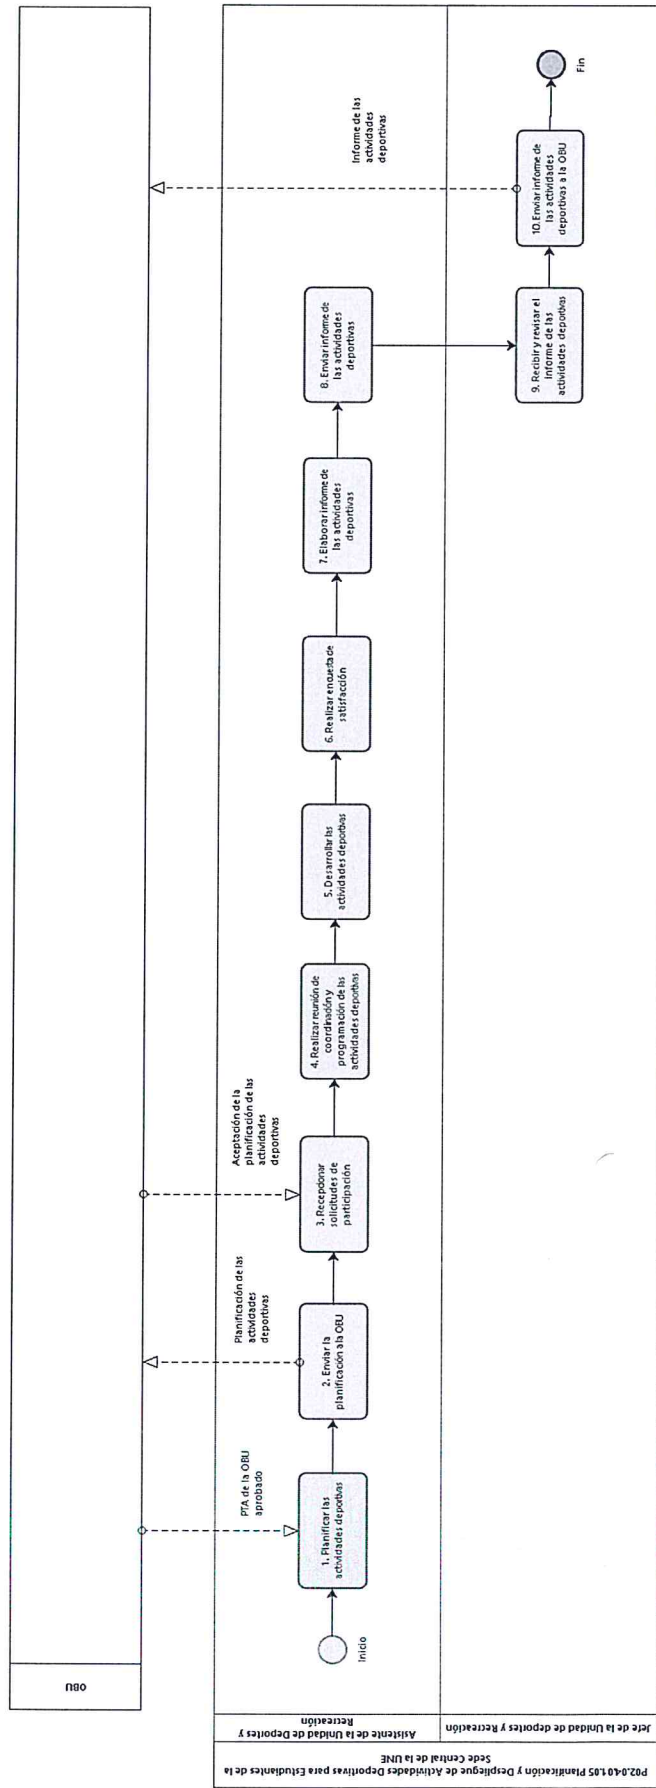 OBU
P02.04.01.05 Planificación y Despliegue de Actividades Deportivas para Estudiantes de la
Sede Central de la UNE
Asistente de la Unidad de Deportes y
Recreación
Jefe de la Unidad de deportes y Recreación
Inicio
PTA de la OBU
aprobado
1. Planificar las
actividades deportivas
Planificación de las
actividades
deportivas
2. Enviar la
planificación a la OBU
Aceptación de la
planificación de las
actividades
deportivas
3. Recepcionar
solicitudes de
participación
4. Realizar reunión de
coordinación y
programación de las
actividades deportivas
5. Desarrollar las
actividades deportivas
6. Realizar encuesta de
satisfacción
7. Elaborar informe de
las actividades
deportivas
8. Enviar informe de
las actividades
deportivas
9. Recibir y revisar el
Informe de las
actividades deportivas
10. Enviar informe de
las actividades
deportivas a la OBU
Informe de las
actividades
deportivas
Fin